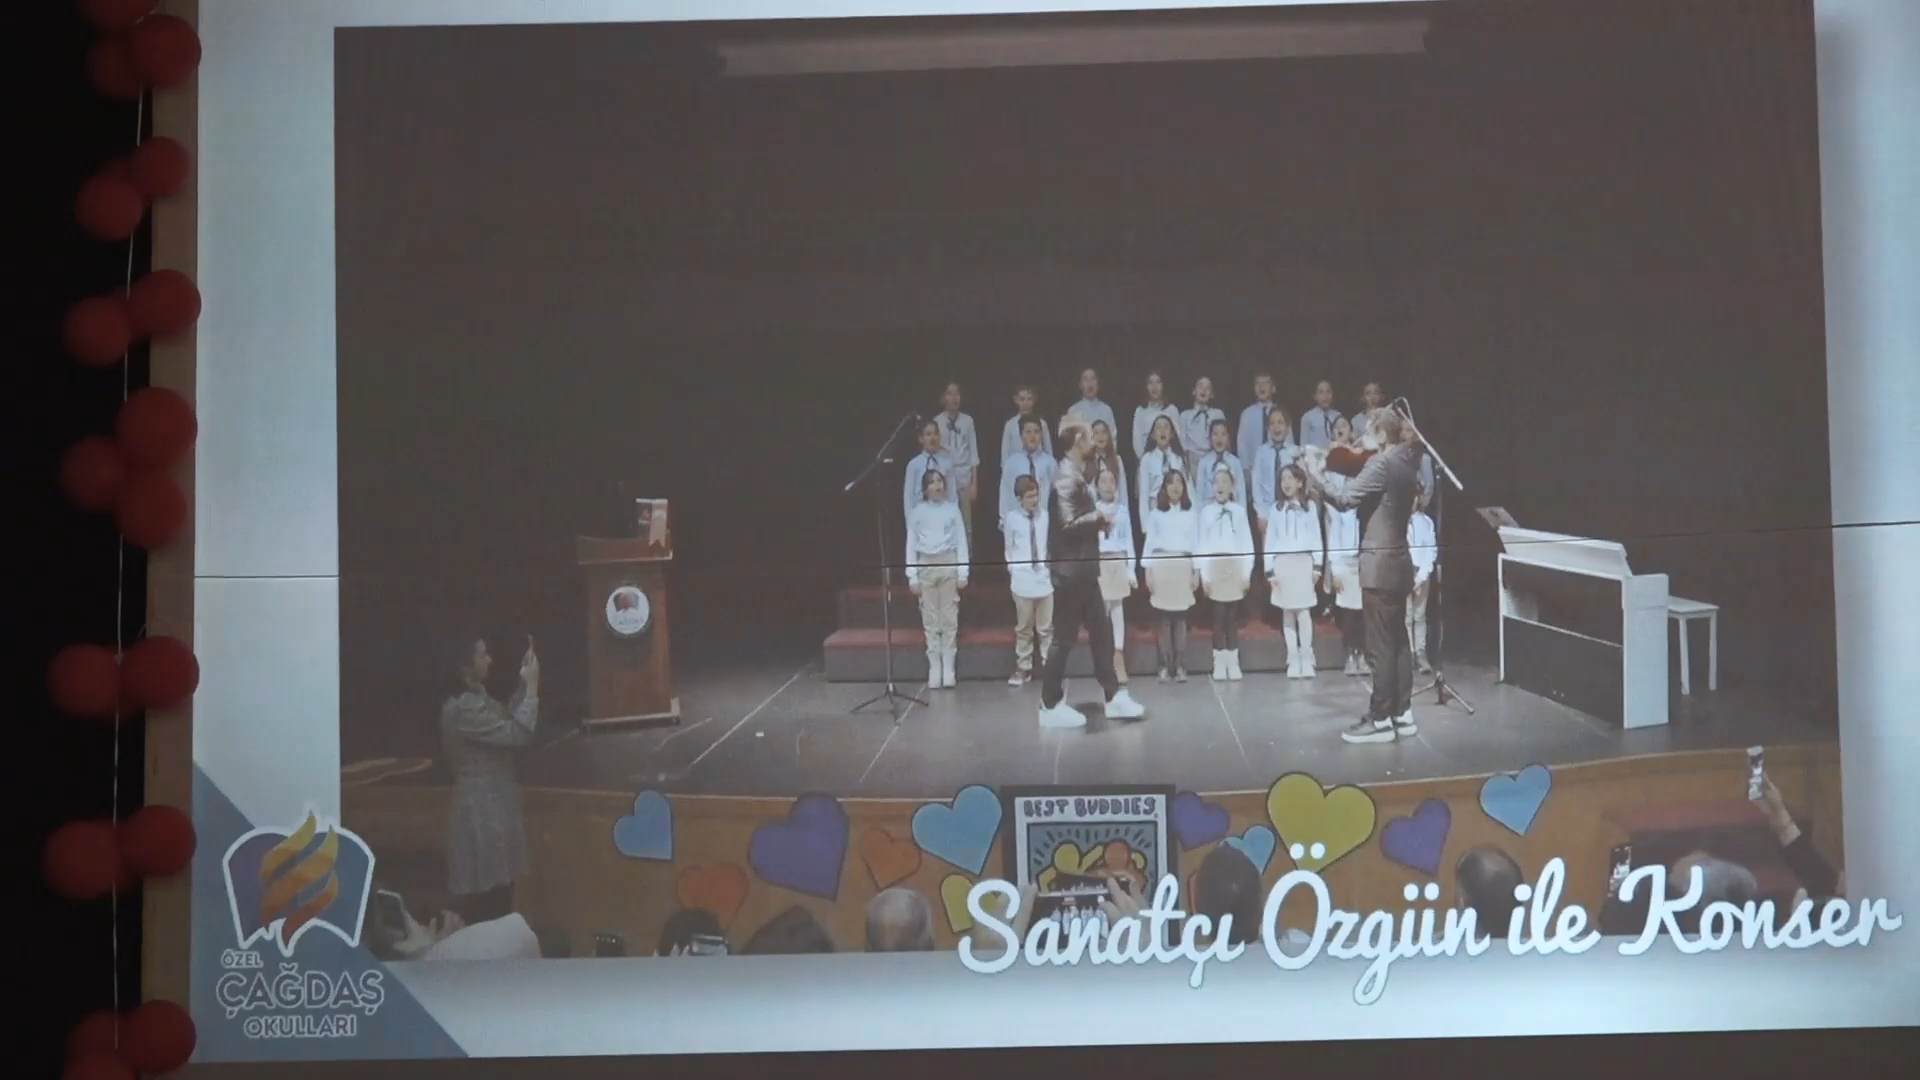 BEST BUDDIES
Sanatçı Özgün ile Konser
ÖZEL
ÇAĞDAŞ
OKULLARI